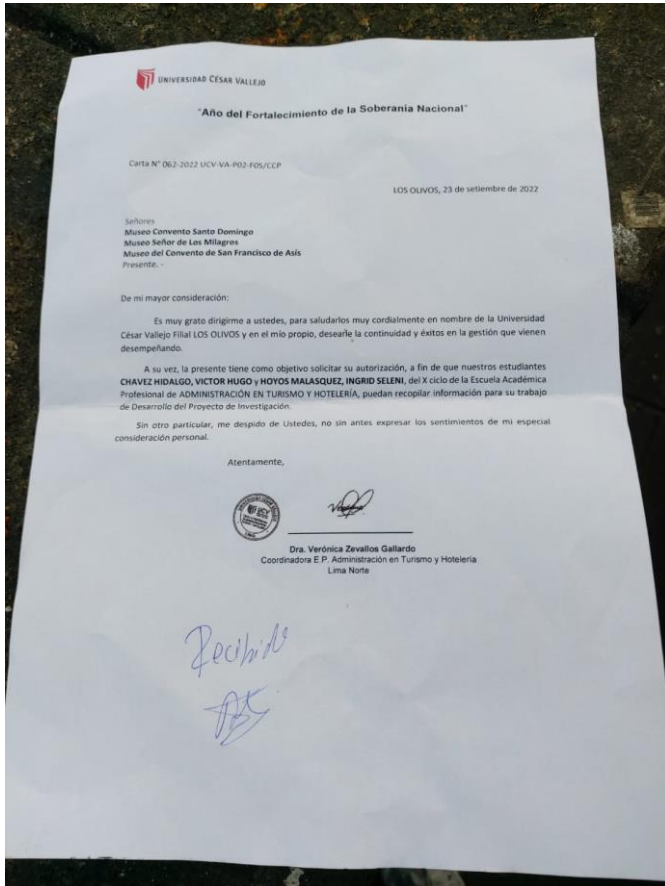 UNIVERSIDAD CÉSAR VALLEJO
"Año del Fortalecimiento de la Soberanía Nacional"
Carta N° 062-2022 UCV-VA-P02-F05/CCP
LOS OLIVOS, 23 de setiembre de 2022
Señores
Museo Convento Santo Domingo
Museo Señor de Los Milagros
Museo del Convento de San Francisco de Asís
Presente. -
De mi mayor consideración:
Es muy grato dirigirme a ustedes, para saludarlos muy cordialmente en nombre de la Universidad
César Vallejo Filial LOS OLIVOS y en el mío propio, desearle la continuidad y éxitos en la gestión que vienen
desempeñando.
A su vez, la presente tiene como objetivo solicitar su autorización, a fin de que nuestros estudiantes
CHAVEZ HIDALGO, VICTOR HUGO y HOYOS MALASQUEZ, INGRID SELENI, del X ciclo de la Escuela Académica
Profesional de ADMINISTRACIÓN EN TURISMO Y HOTELERÍA, puedan recopilar información para su trabajo
de Desarrollo del Proyecto de Investigación.
Sin otro particular, me despido de Ustedes, no sin antes expresar los sentimientos de mi especial
consideración personal.
Atentamente,
UCV
Dra. Verónica Zevallos Gallardo
Coordinadora E.P. Administración en Turismo y Hotelería
Lima Norte
Recibido